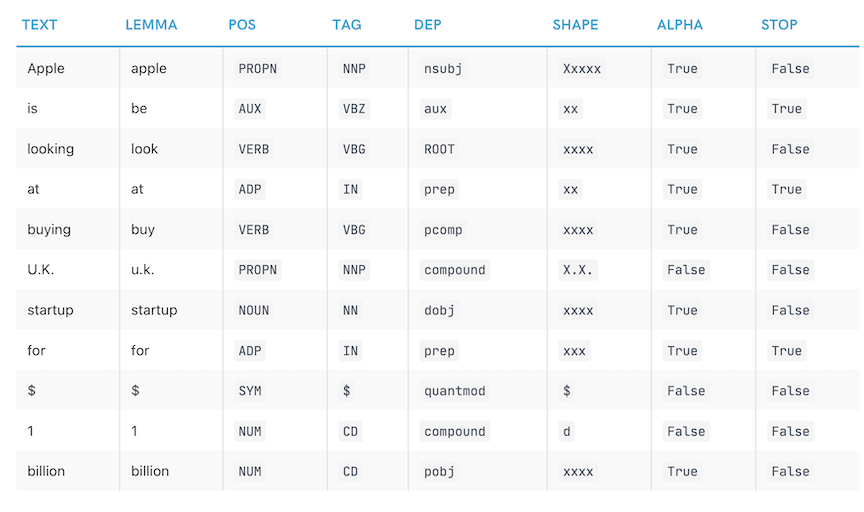 TEXT LEMMA POS TAG DEP SHAPE ALPHA STOP
Apple apple PROPN NNP nsubj Xxxxx True False
is be AUX VBZ aux xx True True
looking look VERB VBG ROOT xxxx True False
at at ADP IN prep xx True True
buying buy VERB VBG pcomp xxxx True False
U.K. u.k. PROPN NNP compound X.X. False False
startup startup NOUN NN dobj xxxx True False
for for ADP IN prep xxx True True
$ $ SYM $ quantmod $ False False
1 1 NUM CD compound d False False
billion billion NUM CD pobj xxxx True False